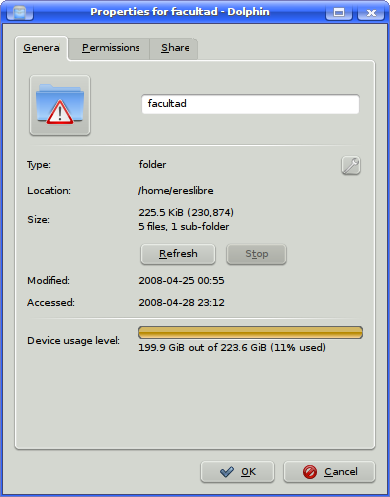 Properties for facultad - Dolphin
Genera Permissions Share
facultad
Type: folder
Location: /home/ereslibre
Size: 225.5 KiB (230,874)
5 files, 1 sub-folder
Refresh Stop
Modified: 2008-04-25 00:55
Accessed: 2008-04-28 23:12
Device usage level:
199.9 GiB out of 223.6 GiB (11% used)
OK Cancel